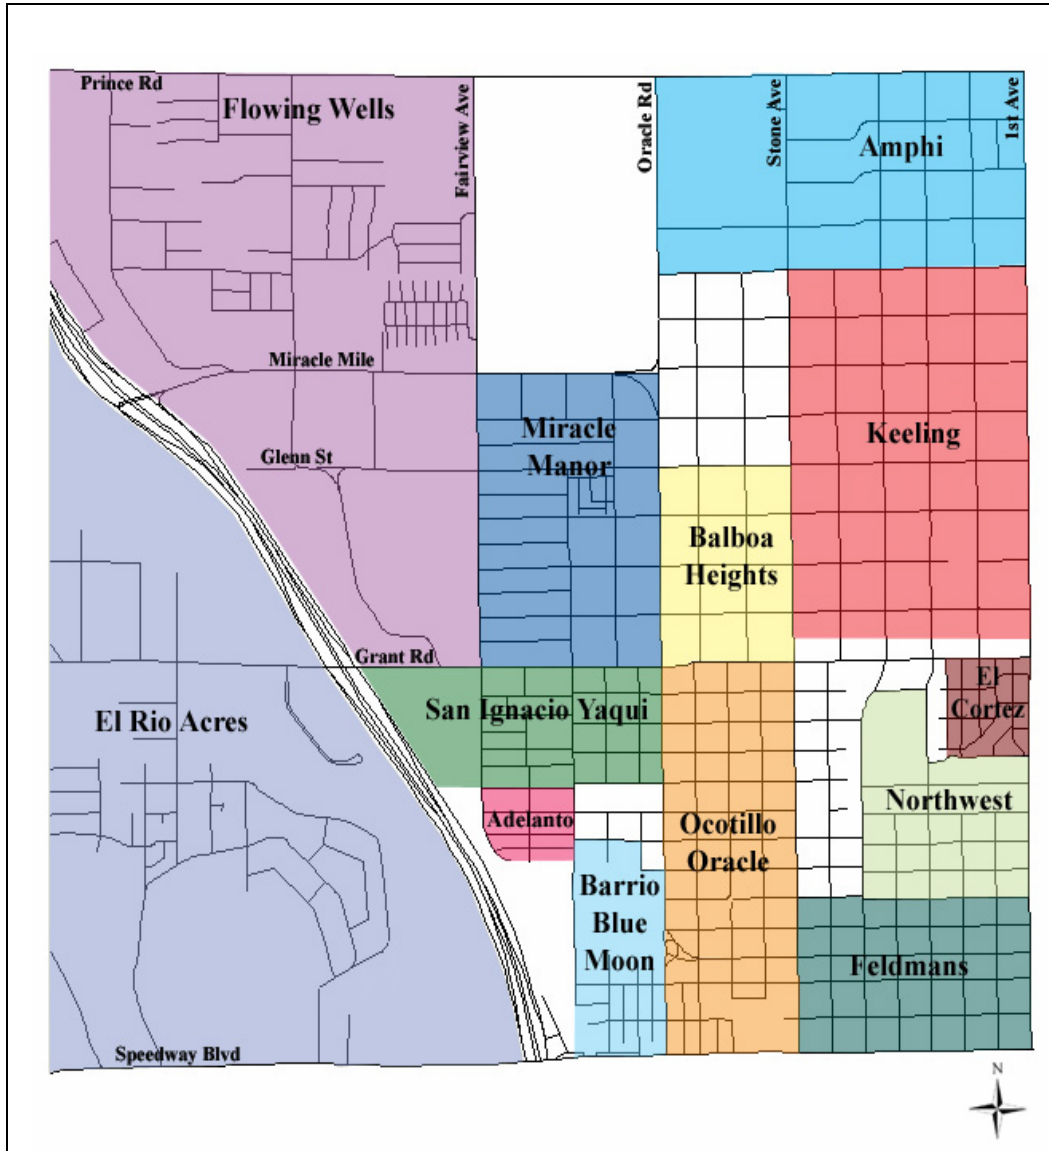 Prince Rd
Flowing Wells
Fairview Ave
Oracle Rd
Stone Ave
1st Ave
Amphi
Miracle Mile
Miracle
Manor
Keeling
Glenn St
Balboa
Heights
Grant Rd
El Rio Acres
San Ignacio Yaqui
El
Cortez
Adelanto
Ocotillo
Oracle
Northwest
Barrio
Blue
Moon
Feldmans
Speedway Blvd
N